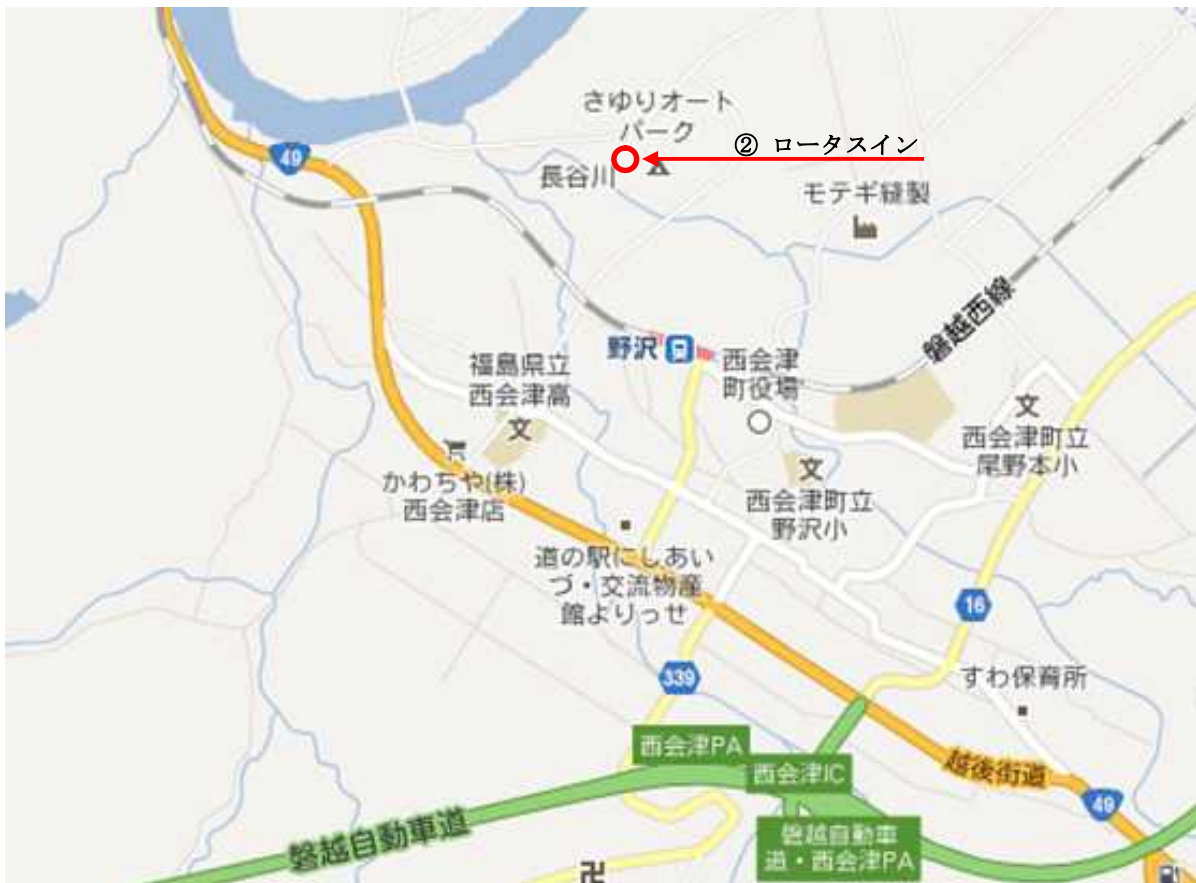 さゆりオート
パーク
② ロータスイン
49
長谷川
モテギ縫製
磐越西線
野沢
西会津
町役場
福島県立
西会津高
文
文
西会津町立
尾野本小
かわちや(株)
西会津店
文
西会津町立
野沢小
道の駅にしあい
づ・交流物産
館よりっせ
16
339
すわ保育所
西会津PA
西会津IC
越後街道
49
磐越自動車道
磐越自動車
道・西会津PA
卍